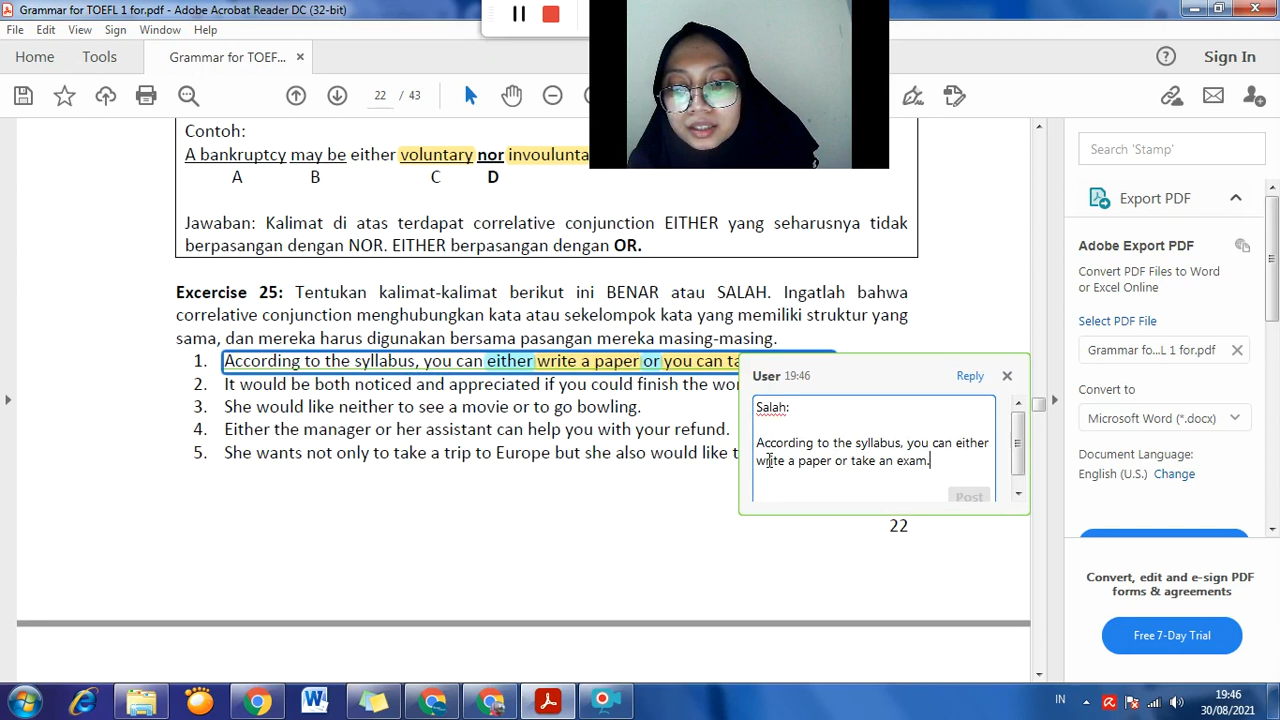 Grammar for TOEFL 1 for.pdf - Adobe Acrobat Reader DC (32-bit)
File Edit View Sign Window Help
Home Tools Grammar for TOEF... Sign In
22 / 43
Search 'Stamp'
Contoh:
A bankruptcy may be either voluntary nor
A B C D
Jawaban: Kalimat di atas terdapat correlative conjunction EITHER yang seharusnya tidak
berpasangan dengan NOR. EITHER berpasangan dengan OR.
Excercise 25: Tentukan kalimat-kalimat berikut ini BENAR atau SALAH. Ingatlah bahwa
correlative conjunction menghubungkan kata atau sekelompok kata yang memiliki struktur yang
sama, dan mereka harus digunakan bersama pasangan mereka masing-masing.
1. According to the syllabus, you can either write a paper or you can
2. It would be both noticed and appreciated if you could finish the
3. She would like neither to see a movie or to go bowling.
4. Either the manager or her assistant can help you with your refund.
5. She wants not only to take a trip to Europe but she also would like
22
User 19:46 Reply
Salah:
According to the syllabus, you can either
write a paper or take an exam.
Post
Export PDF
Adobe Export PDF
Convert PDF Files to Word
or Excel Online
Select PDF File
Grammar fo...L 1 for.pdf
Convert to
Microsoft Word (*.docx)
Document Language:
English (U.S.) Change
Convert, edit and e-sign PDF
forms & agreements
Free 7-Day Trial
IN
19:46
30/08/2021